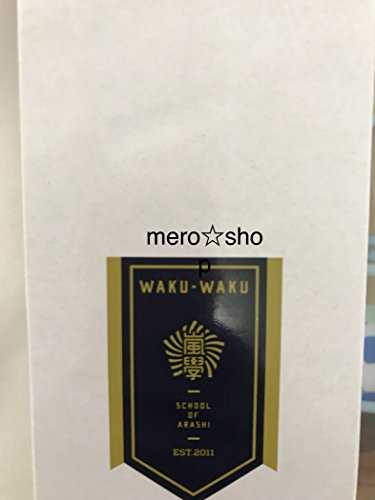 mero☆sho
p
WAKU-WAKU
嵐
學
SCHOOL
OF
ARASHI
EST.2011